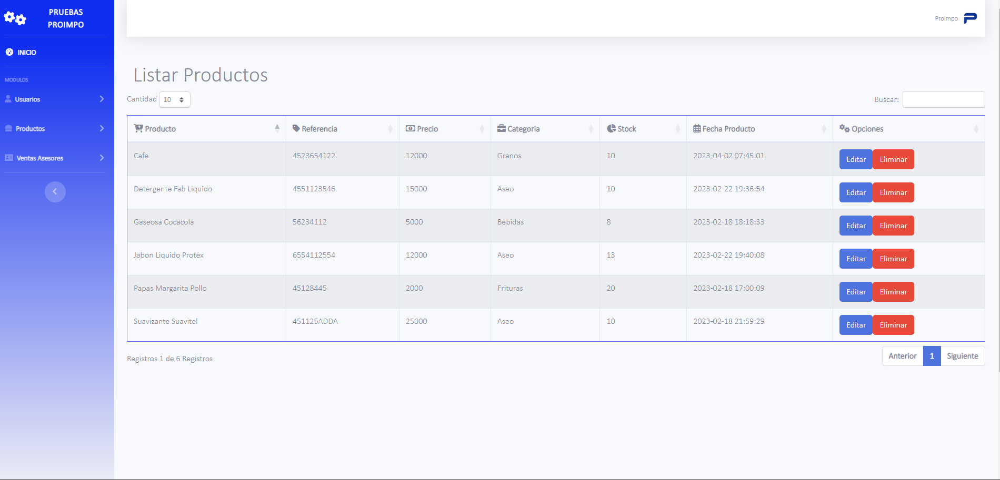 PRUEBAS
PROIMPO
Proimpo
INICIO
MODULOS
Usuarios
Productos
Ventas Asesores
Listar Productos
Cantidad 10 Buscar:
Producto Referencia Precio Categoria Stock Fecha Producto Opciones
Cafe 4523654122 12000 Granos 10 2023-04-02 07:45:01 Editar Eliminar
Detergente Fab Liquido 4551123546 15000 Aseo 10 2023-02-22 19:36:54 Editar Eliminar
Gaseosa Cocacola 56234112 5000 Bebidas 8 2023-02-18 18:18:33 Editar Eliminar
Jabon Liquido Protex 6554112554 12000 Aseo 13 2023-02-22 19:40:08 Editar Eliminar
Papas Margarita Pollo 45128445 2000 Frituras 20 2023-02-18 17:00:09 Editar Eliminar
Suavizante Suavitel 451125ADDA 25000 Aseo 10 2023-02-18 21:59:29 Editar Eliminar
Registros 1 de 6 Registros Anterior 1 Siguiente